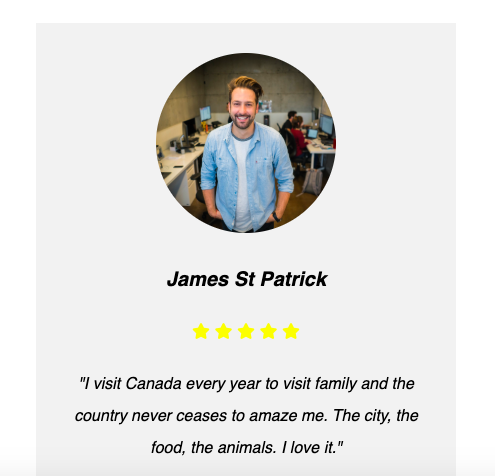 James St Patrick
"I visit Canada every year to visit family and the
country never ceases to amaze me. The city, the
food, the animals. I love it."